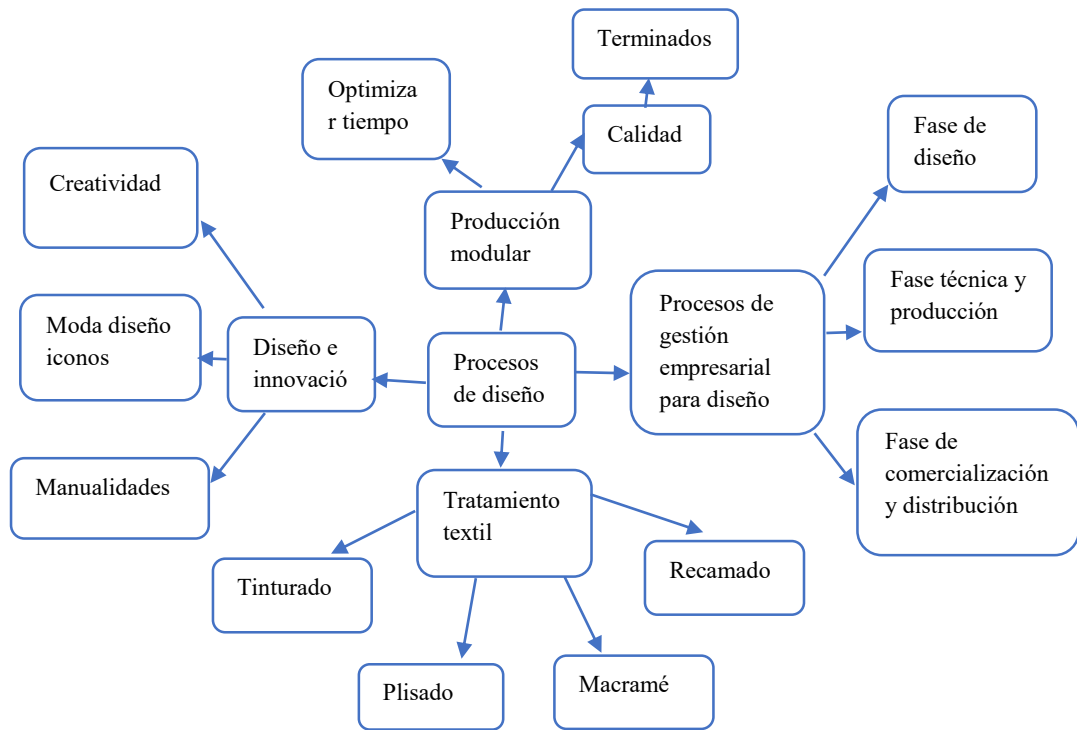 Terminados
Optimiza
r tiempo
Calidad
Fase de
diseño
Creatividad
Producción
modular
Fase técnica y
producción
Procesos de
gestión
empresarial
para diseño
Moda diseño
iconos
Diseño e
innovació
Procesos
de diseño
Fase de
comercialización
y distribución
Manualidades
Tratamiento
textil
Recamado
Tinturado
Plisado
Macramé